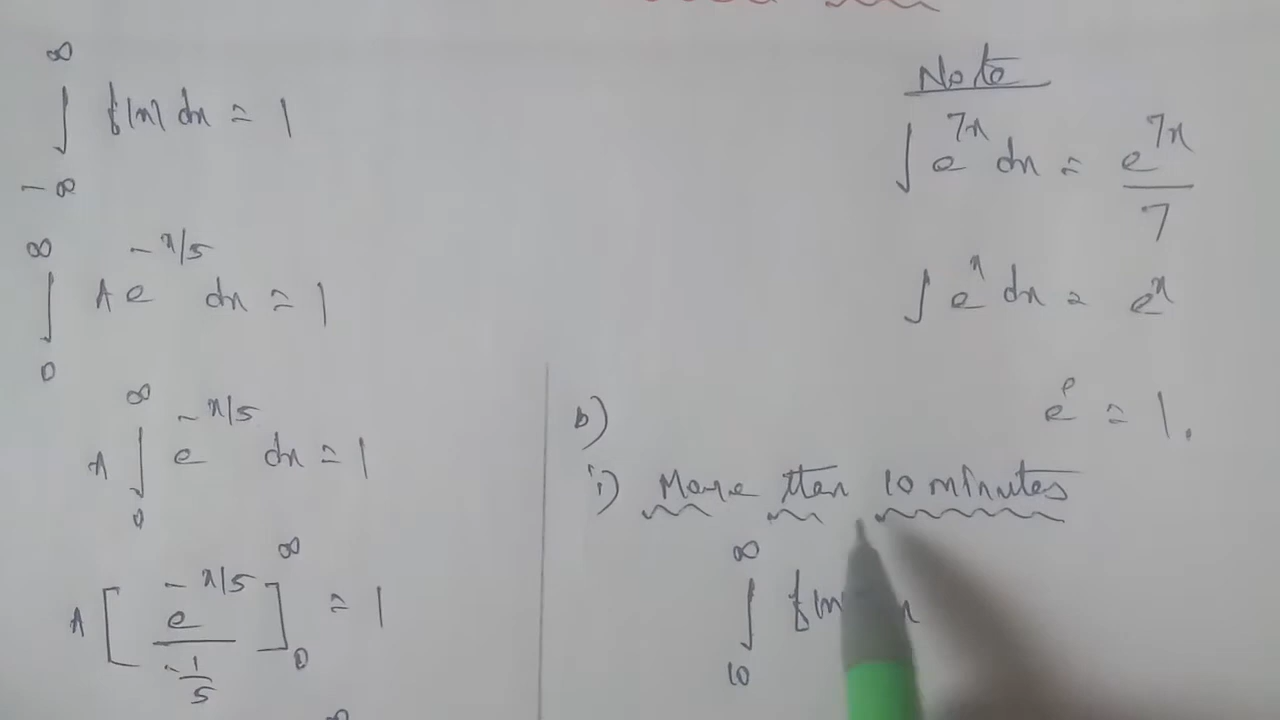 ∞
∫ f(x) dx = 1
-∞
∞
∫ A e^{-x/5} dx = 1
0
∞
A ∫ e^{-x/5} dx = 1
0
A [ e^{-x/5} / -1/5 ]_0^∞ = 1
∞
Note
∫ e^{7x} dx = e^{7x} / 7
∫ e^x dx = e^x
e^0 = 1.
b)
i) More than 10 minutes
∞
∫ f(x)
10